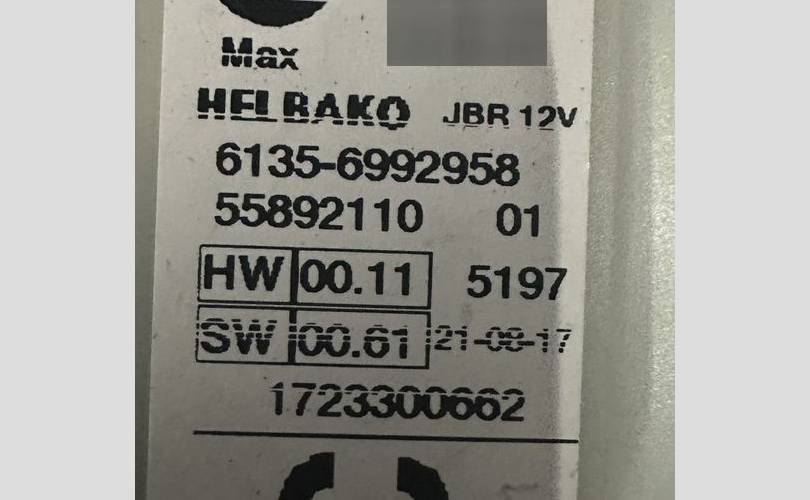 Max
HELBAKO JBR 12V
6135-6992958
55892110 01
HW 00.11 5197
SW 00.61 21-08-17
1723300662